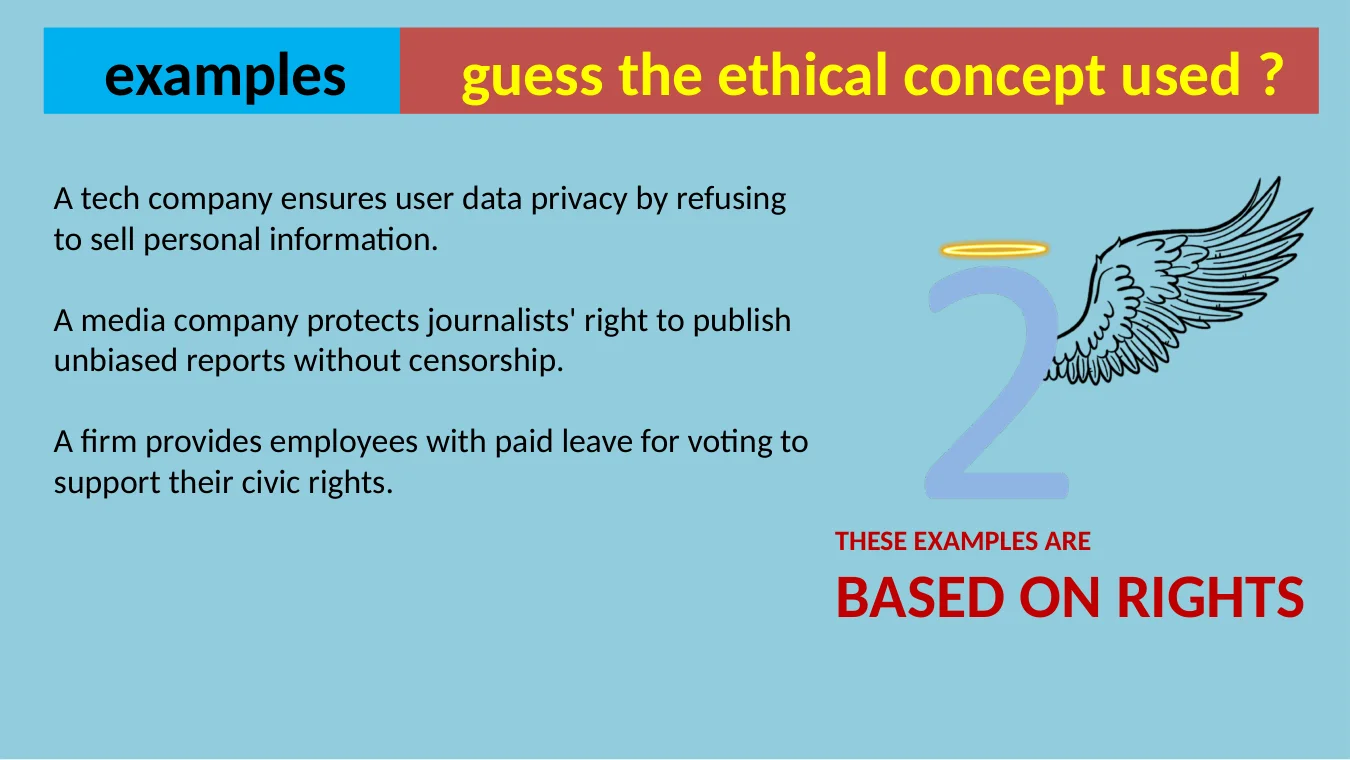 examples guess the ethical concept used ?
A tech company ensures user data privacy by refusing
to sell personal information.
A media company protects journalists' right to publish
unbiased reports without censorship.
A firm provides employees with paid leave for voting to
support their civic rights.
2
THESE EXAMPLES ARE
BASED ON RIGHTS